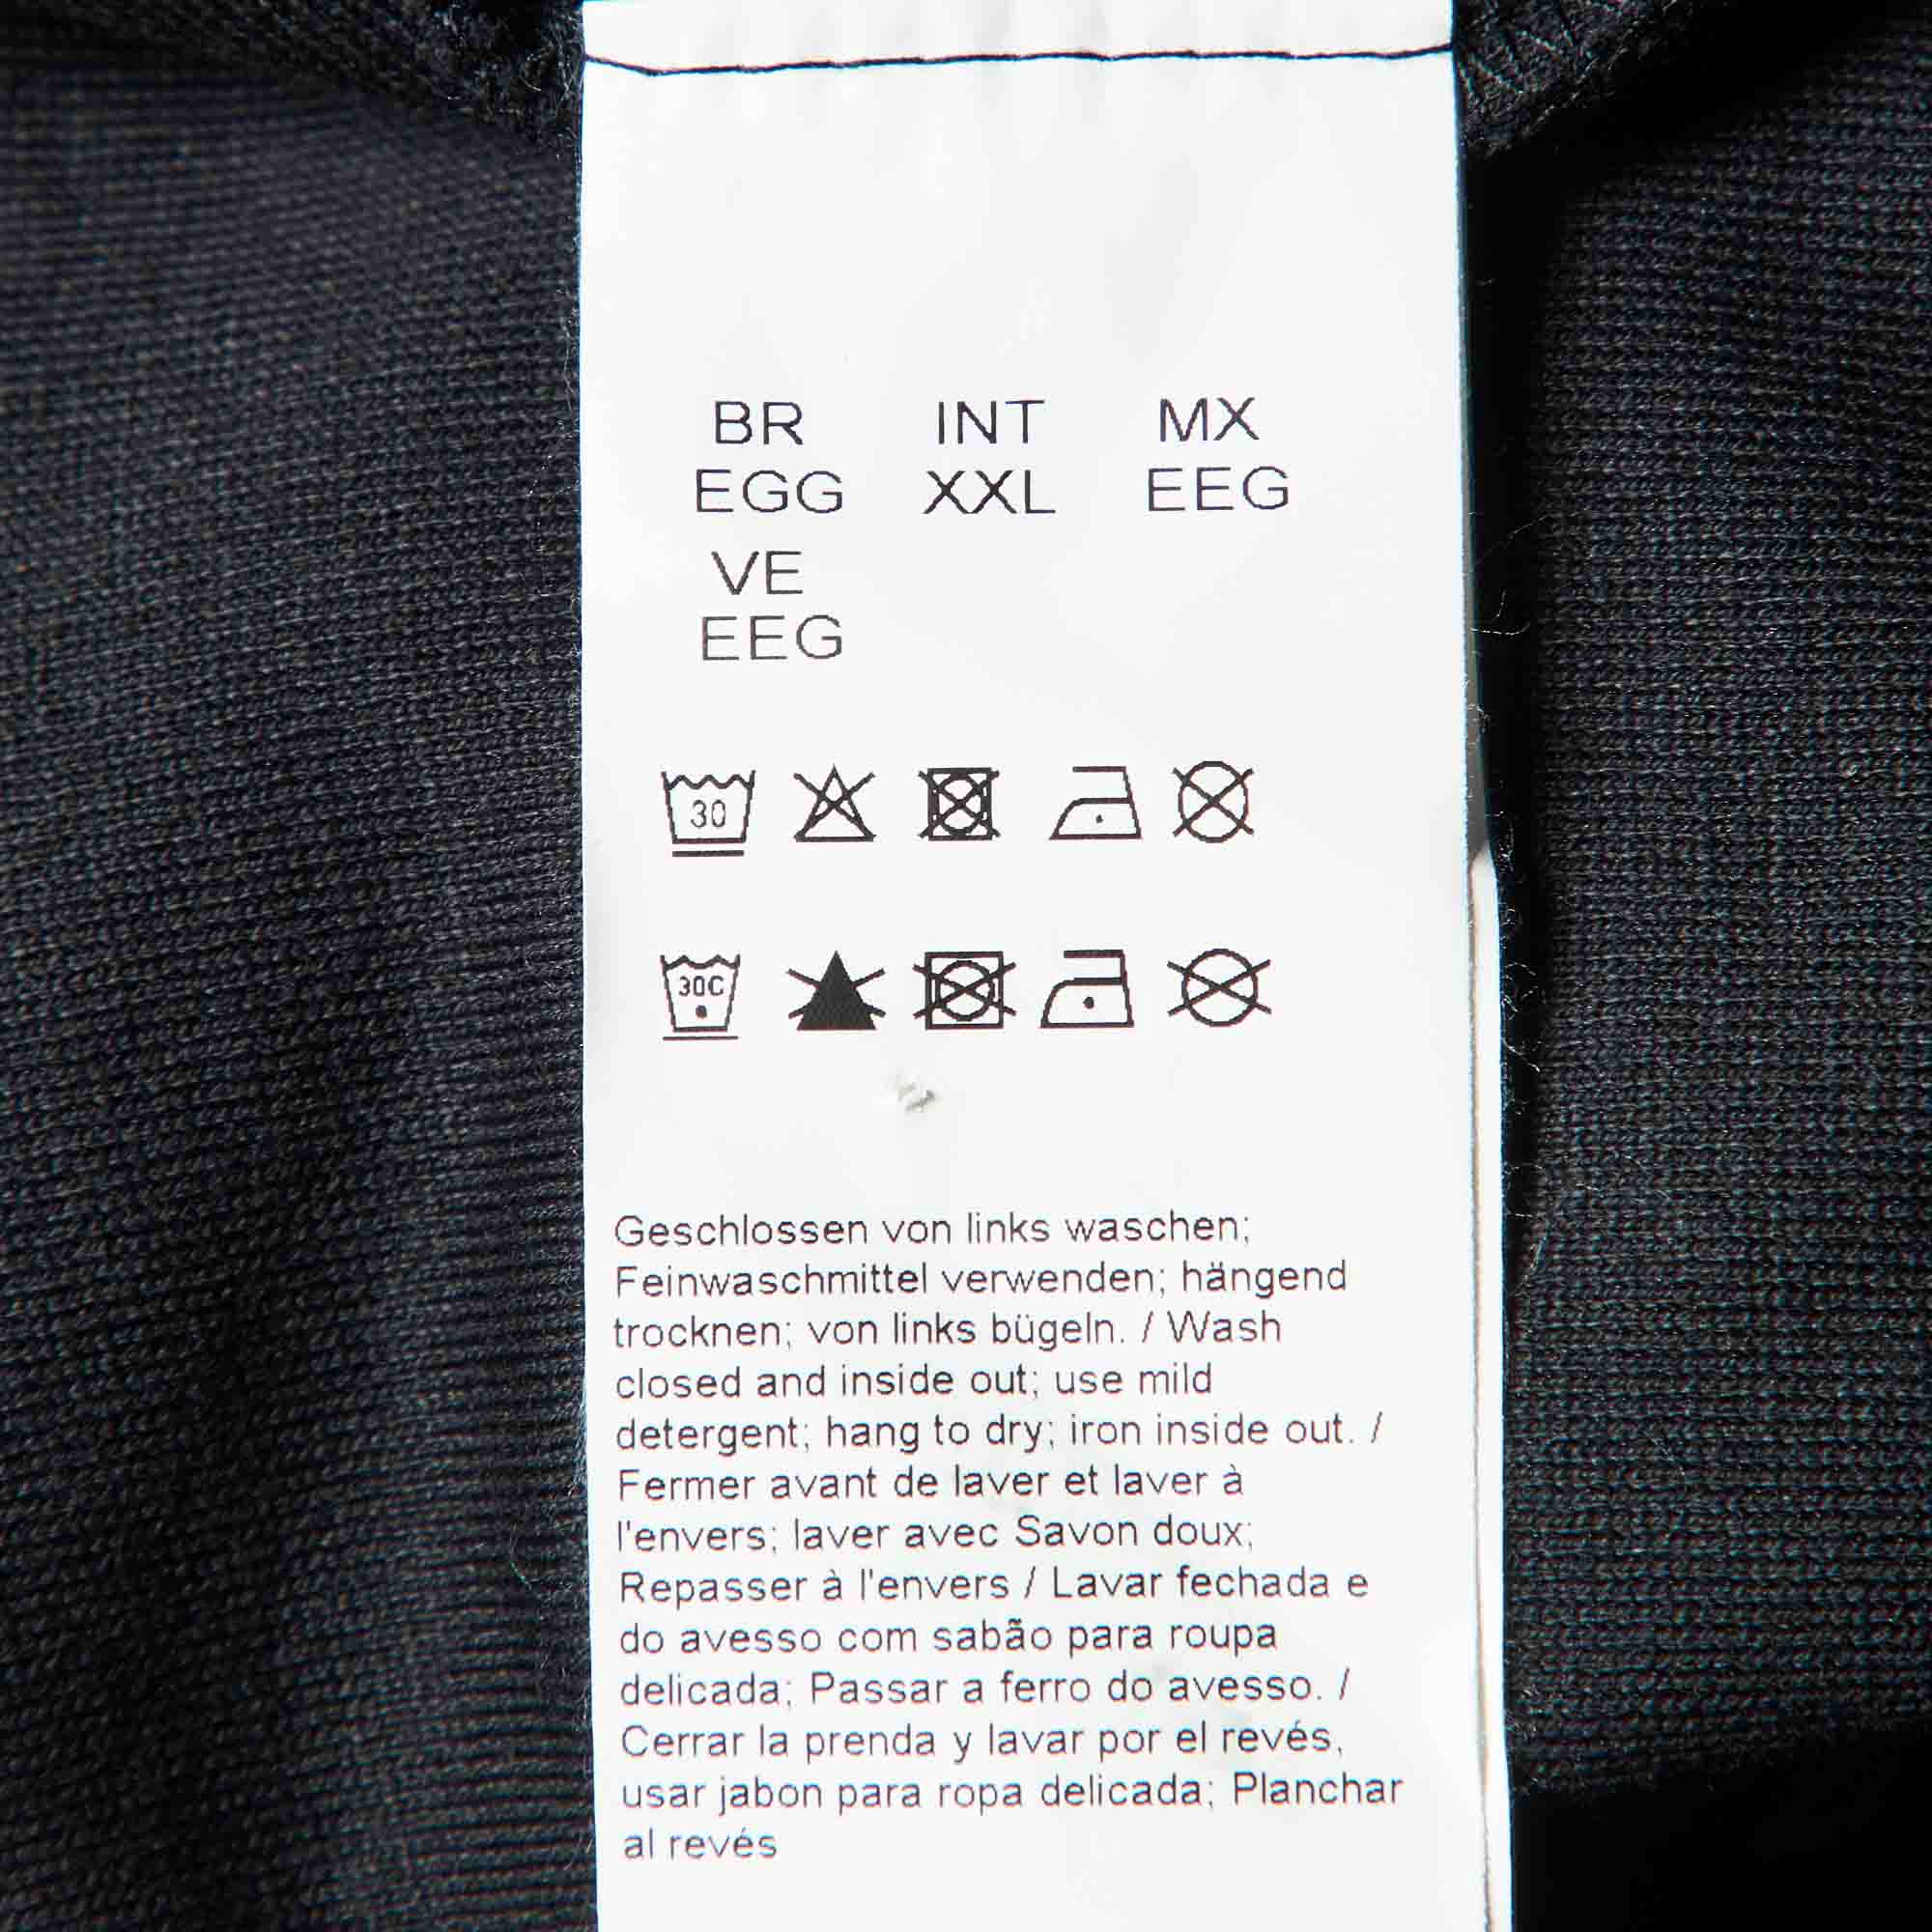 BR INT MX
EGG XXL EEG
VE
EEG
30
30C
Geschlossen von links waschen;
Feinwaschmittel verwenden; hängend
trocknen; von links bügeln. / Wash
closed and inside out; use mild
detergent; hang to dry; iron inside out. /
Fermer avant de laver et laver à
l'envers; laver avec Savon doux;
Repasser à l'envers / Lavar fechada e
do avesso com sabão para roupa
delicada; Passar a ferro do avesso. /
Cerrar la prenda y lavar por el revés,
usar jabon para ropa delicada; Planchar
al revés